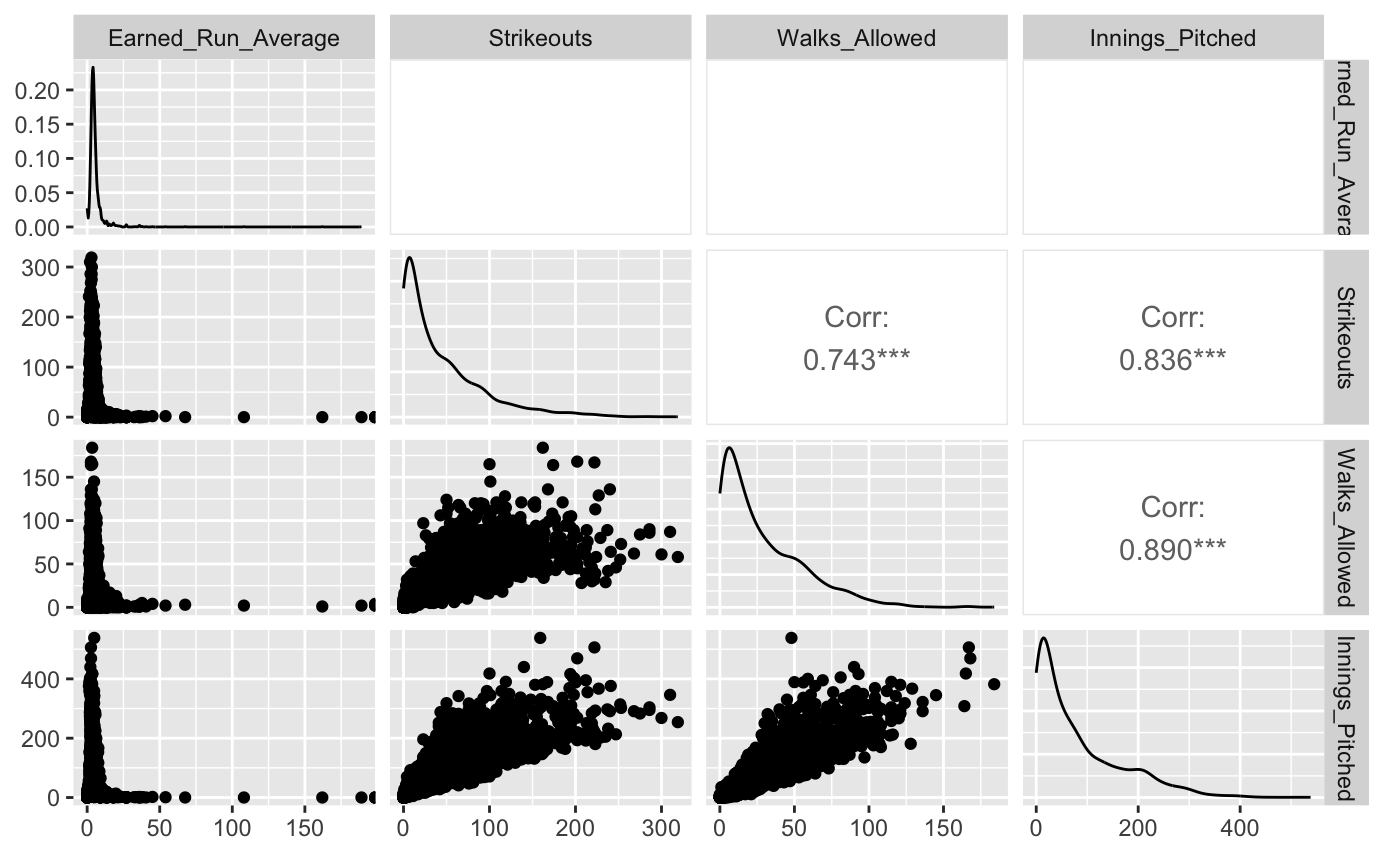 Earned_Run_Average Strikeouts Walks_Allowed Innings_Pitched
0.20
0.15
0.10
0.05
0.00
rned_Run_Avera
300
200
100
0
Corr:
0.743***
Corr:
0.836***
Strikeouts
150
100
50
0
Corr:
0.890***
Walks_Allowed
400
200
0
Innings_Pitched
0 50 100 150 0 100 200 300 0 50 100 150 0 200 400